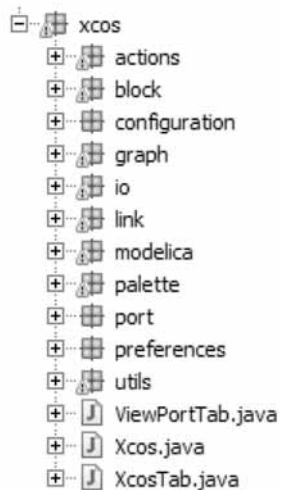 xcos
actions
block
configuration
graph
io
link
modelica
palette
port
preferences
utils
ViewPortTab.java
Xcos.java
XcosTab.java